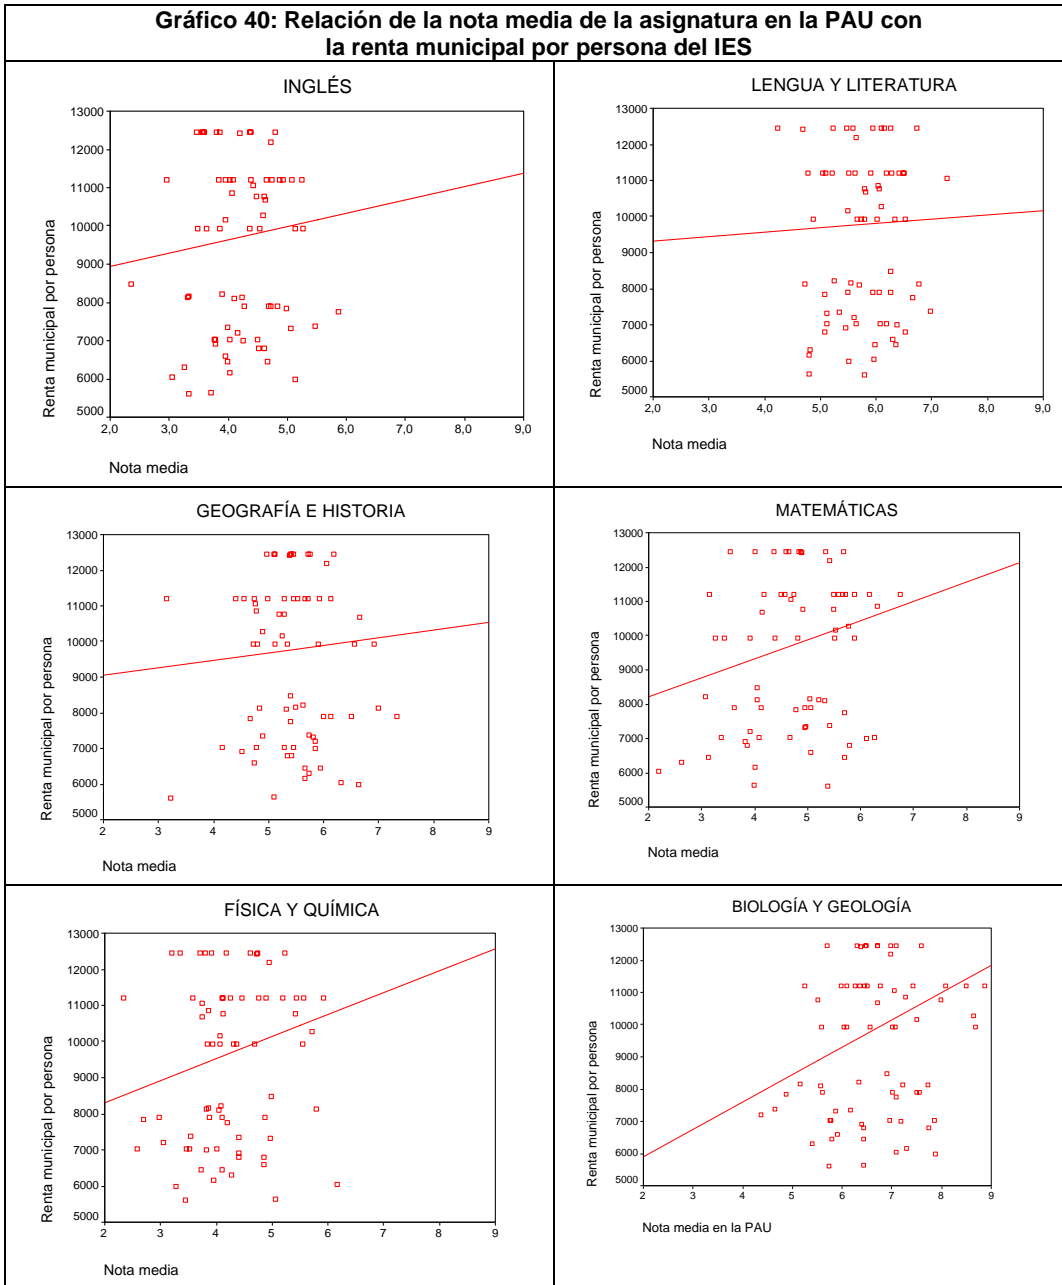 Gráfico 40: Relación de la nota media de la asignatura en la PAU con
la renta municipal por persona del IES
INGLÉS
Renta municipal por persona
13000
12000
11000
10000
9000
8000
7000
6000
5000
2,0 3,0 4,0 5,0 6,0 7,0 8,0 9,0
Nota media
LENGUA Y LITERATURA
Renta municipal por persona
13000
12000
11000
10000
9000
8000
7000
6000
5000
2,0 3,0 4,0 5,0 6,0 7,0 8,0 9,0
Nota media
GEOGRAFÍA E HISTORIA
Renta municipal por persona
13000
12000
11000
10000
9000
8000
7000
6000
5000
2 3 4 5 6 7 8 9
Nota media
MATEMÁTICAS
Renta municipal por persona
13000
12000
11000
10000
9000
8000
7000
6000
5000
2 3 4 5 6 7 8 9
Nota media
FÍSICA Y QUÍMICA
Renta municipal por persona
13000
12000
11000
10000
9000
8000
7000
6000
5000
2 3 4 5 6 7 8 9
Nota media
BIOLOGÍA Y GEOLOGÍA
Renta municipal por persona
13000
12000
11000
10000
9000
8000
7000
6000
5000
2 3 4 5 6 7 8 9
Nota media en la PAU